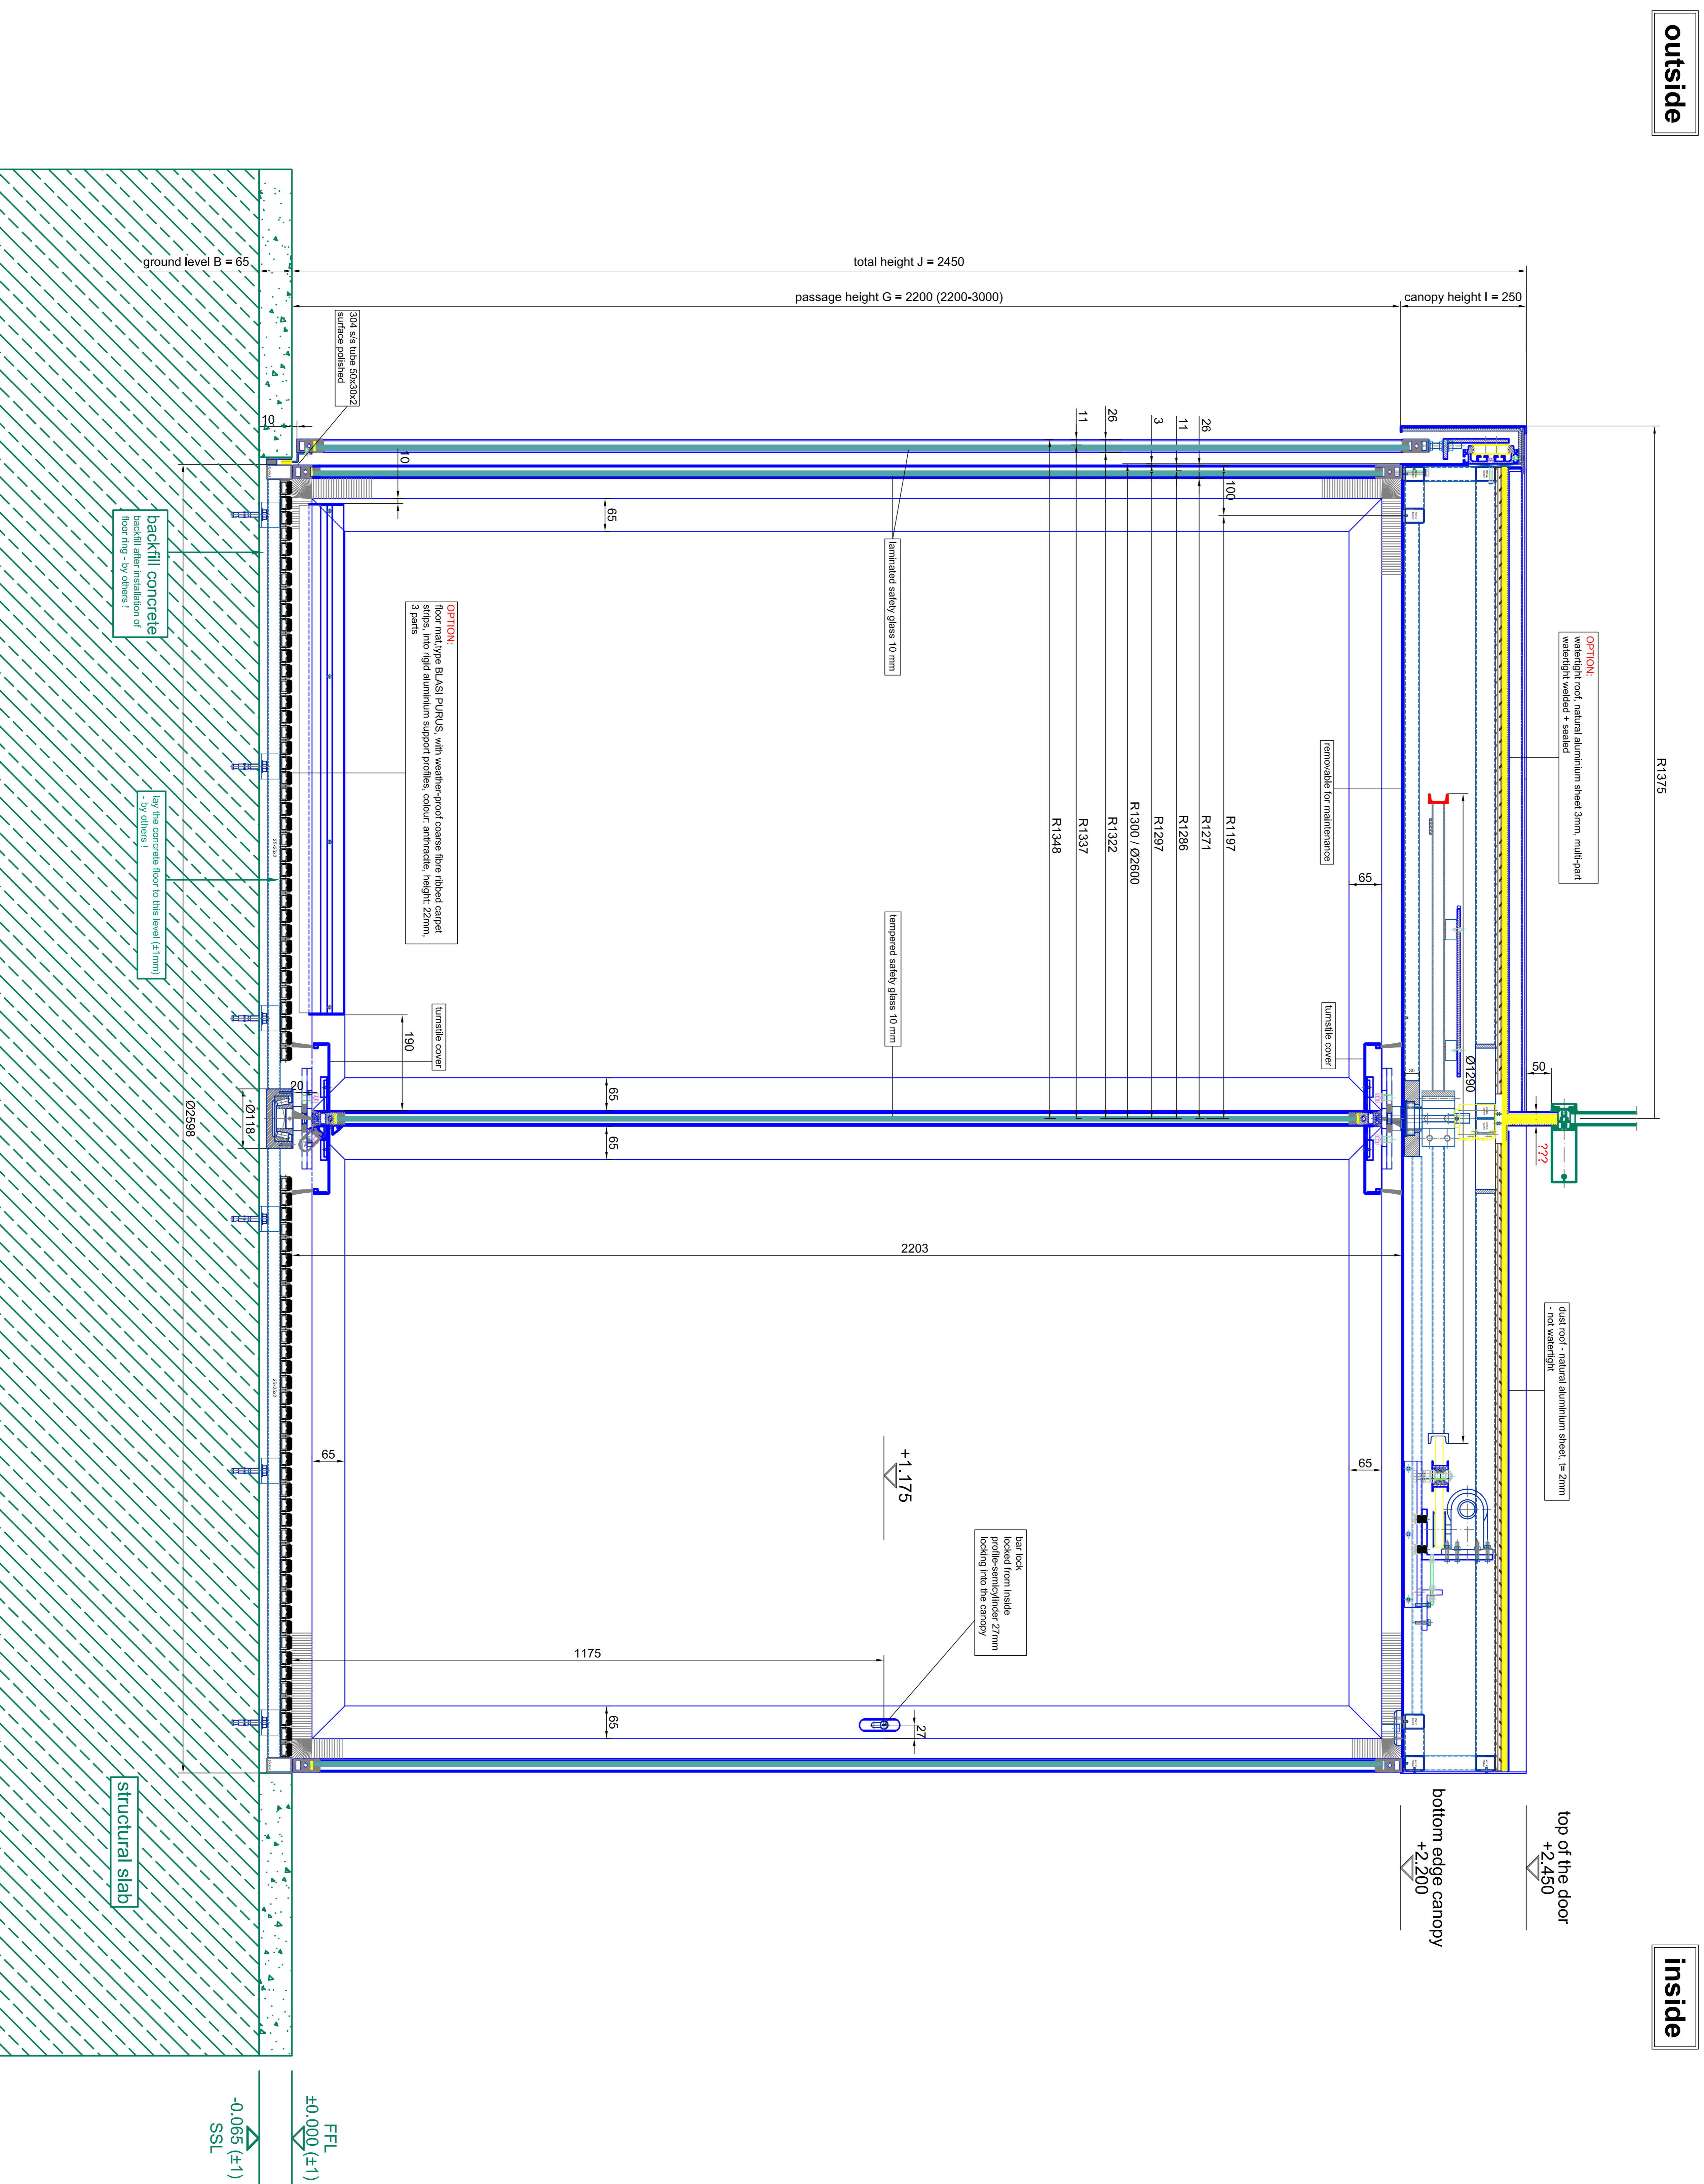 outside
inside
R1375
OPTION:
watertight roof, natural aluminium sheet 3mm, multi-part
watertight welded + sealed
dust roof - natural aluminium sheet, t= 2mm
- not watertight
50
???
Ø1290
30
top of the door
+2.450
bottom edge canopy
+2.200
total height J = 2450
passage height G = 2200 (2200-3000)
canopy height I = 250
ground level B = 65
removable for maintenance
turnstile cover
65
65
100
R1197
26
R1271
11
R1286
3
R1297
R1300 / Ø2600
26
R1322
11
R1337
R1348
laminated safety glass 10 mm
tempered safety glass 10 mm
2203
+1.175
bar lock
locked from inside
profile-semicylinder 27mm
locking into the canopy
1175
27
65
65
65
65
65
304 s/s tube 50x30x2
surface polished
10
10
OPTION:
floor mat,type BLASI PURUS, with weather-proof coarse fibre ribbed carpet
strips, into rigid aluminium support profiles, colour: anthracite, height: 22mm,
3 parts
turnstile cover
190
20
Ø118
Ø2598
25x25x2
25x25x2
backfill concrete
backfill after installation of
floor ring - by others !
lay the concrete floor to this level (±1mm)
- by others !
structural slab
FFL
±0.000 (±1)
-0.065 (±1)
SSL